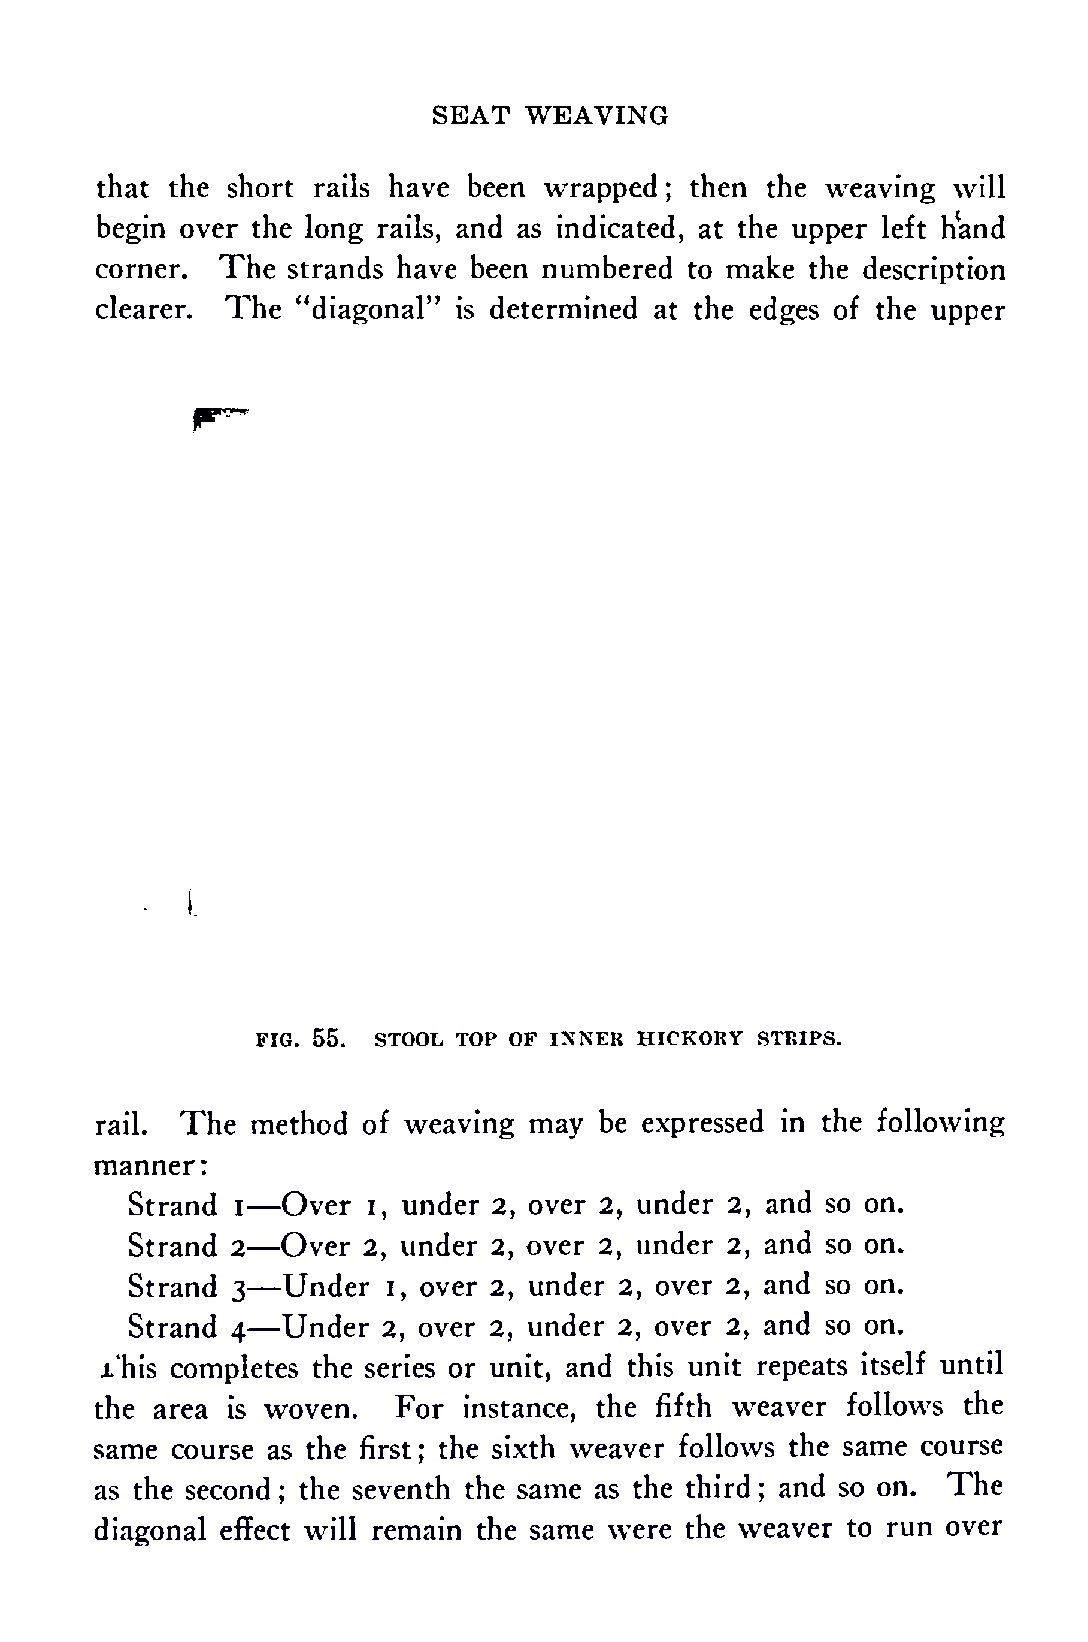 SEAT WEAVING
that the short rails have been wrapped; then the weaving will
begin over the long rails, and as indicated, at the upper left hand
corner. The strands have been numbered to make the description
clearer. The "diagonal" is determined at the edges of the upper
FIG. 55. STOOL TOP OF INNER HICKORY STRIPS.
rail. The method of weaving may be expressed in the following
manner:
Strand 1—Over 1, under 2, over 2, under 2, and so on.
Strand 2—Over 2, under 2, over 2, under 2, and so on.
Strand 3—Under 1, over 2, under 2, over 2, and so on.
Strand 4—Under 2, over 2, under 2, over 2, and so on.
This completes the series or unit, and this unit repeats itself until
the area is woven. For instance, the fifth weaver follows the
same course as the first; the sixth weaver follows the same course
as the second; the seventh the same as the third; and so on. The
diagonal effect will remain the same were the weaver to run over